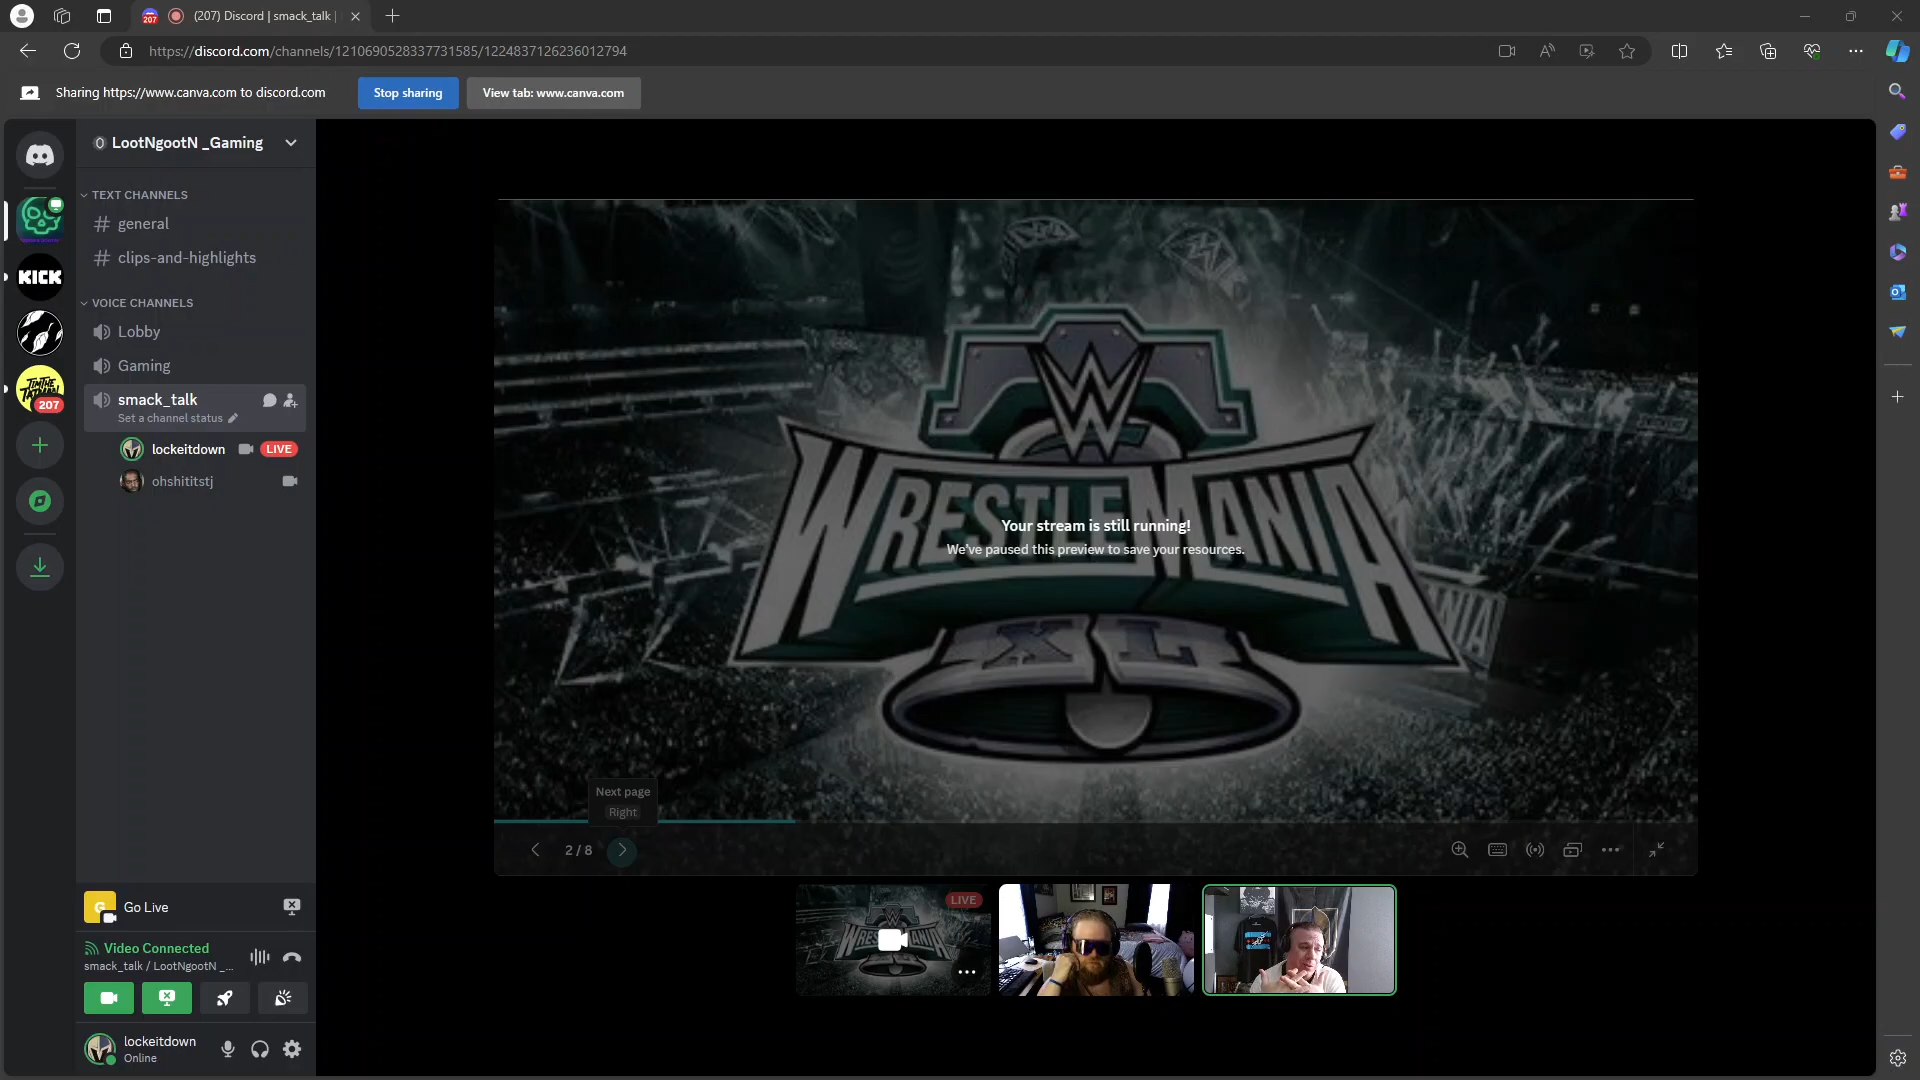 (207) Discord | smack_talk |
https://discord.com/channels/1210690528337731585/1224837126236012794
Sharing https://www.canva.com to discord.com
Stop sharing
View tab: www.canva.com
LootNgootN _Gaming
TEXT CHANNELS
general
clips-and-highlights
KICK
VOICE CHANNELS
Lobby
Gaming
TIMTHE
TATMAN
207
smack_talk
Set a channel status
lockeitdown
LIVE
ohshititstj
W
WRESTLEMANIA
XL
Your stream is still running!
We've paused this preview to save your resources.
Next page
Right
2 / 8
LIVE
G
Go Live
Video Connected
smack_talk / LootNgootN _...
lockeitdown
Online